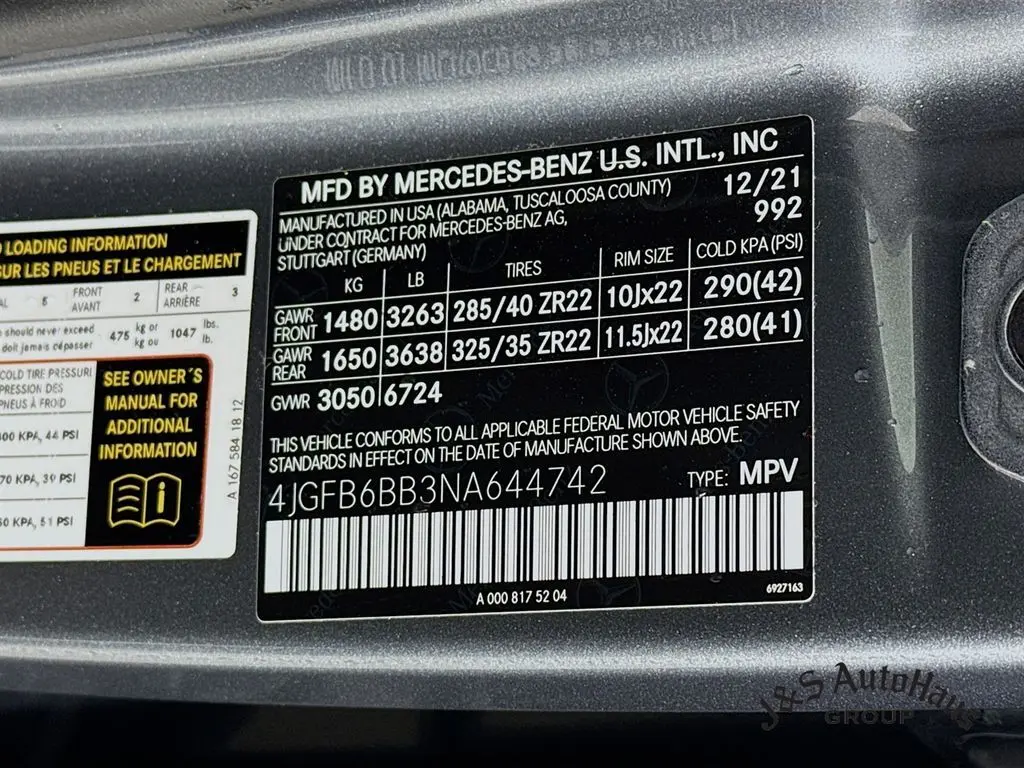 MFD BY MERCEDES-BENZ U.S. INTL., INC
MANUFACTURED IN USA (ALABAMA, TUSCALOOSA COUNTY) 12/21
UNDER CONTRACT FOR MERCEDES-BENZ AG, 992
STUTTGART (GERMANY)
KG LB TIRES RIM SIZE COLD KPA (PSI)
GAWR FRONT 1480 3263 285/40 ZR22 10Jx22 290(42)
GAWR REAR 1650 3638 325/35 ZR22 11.5Jx22 280(41)
GVWR 3050 6724
THIS VEHICLE CONFORMS TO ALL APPLICABLE FEDERAL MOTOR VEHICLE SAFETY
STANDARDS IN EFFECT ON THE DATE OF MANUFACTURE SHOWN ABOVE.
4JGFB6BB3NA644742 TYPE: MPV
A 000 817 52 04
6927163
LOADING INFORMATION
SUR LES PNEUS ET LE CHARGEMENT
5 FRONT AVANT 2 REAR ARRIÈRE 3
should never exceed 475 kg or 1047 lbs.
doit jamais dépasser kg ou lb.
COLD TIRE PRESSURE
PRESSION DES
PNEUS À FROID
KPA, 44 PSI
KPA, 39 PSI
KPA, 51 PSI
SEE OWNER'S
MANUAL FOR
ADDITIONAL
INFORMATION
A 167 584 18 12
J&S AutoHaus
GROUP